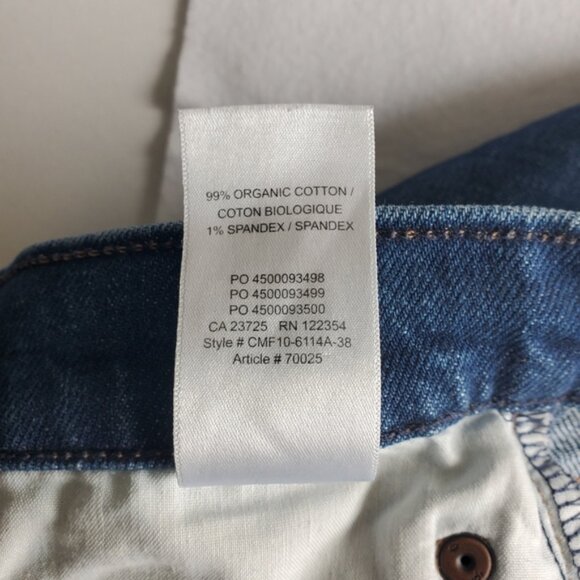 99% ORGANIC COTTON /
COTON BIOLOGIQUE
1% SPANDEX / SPANDEX
PO 4500093498
PO 4500093499
PO 4500093500
CA 23725 RN 122354
Style # CMF10-6114A-38
Article # 70025